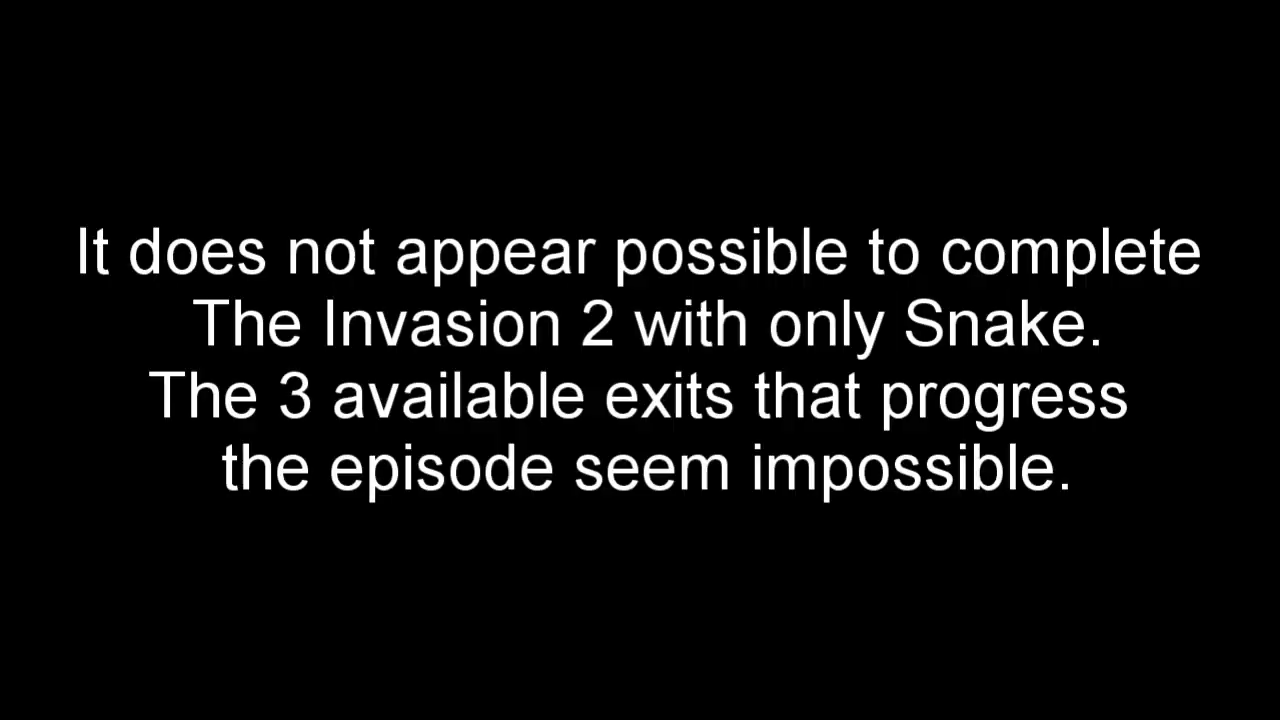 It does not appear possible to complete
The Invasion 2 with only Snake.
The 3 available exits that progress
the episode seem impossible.